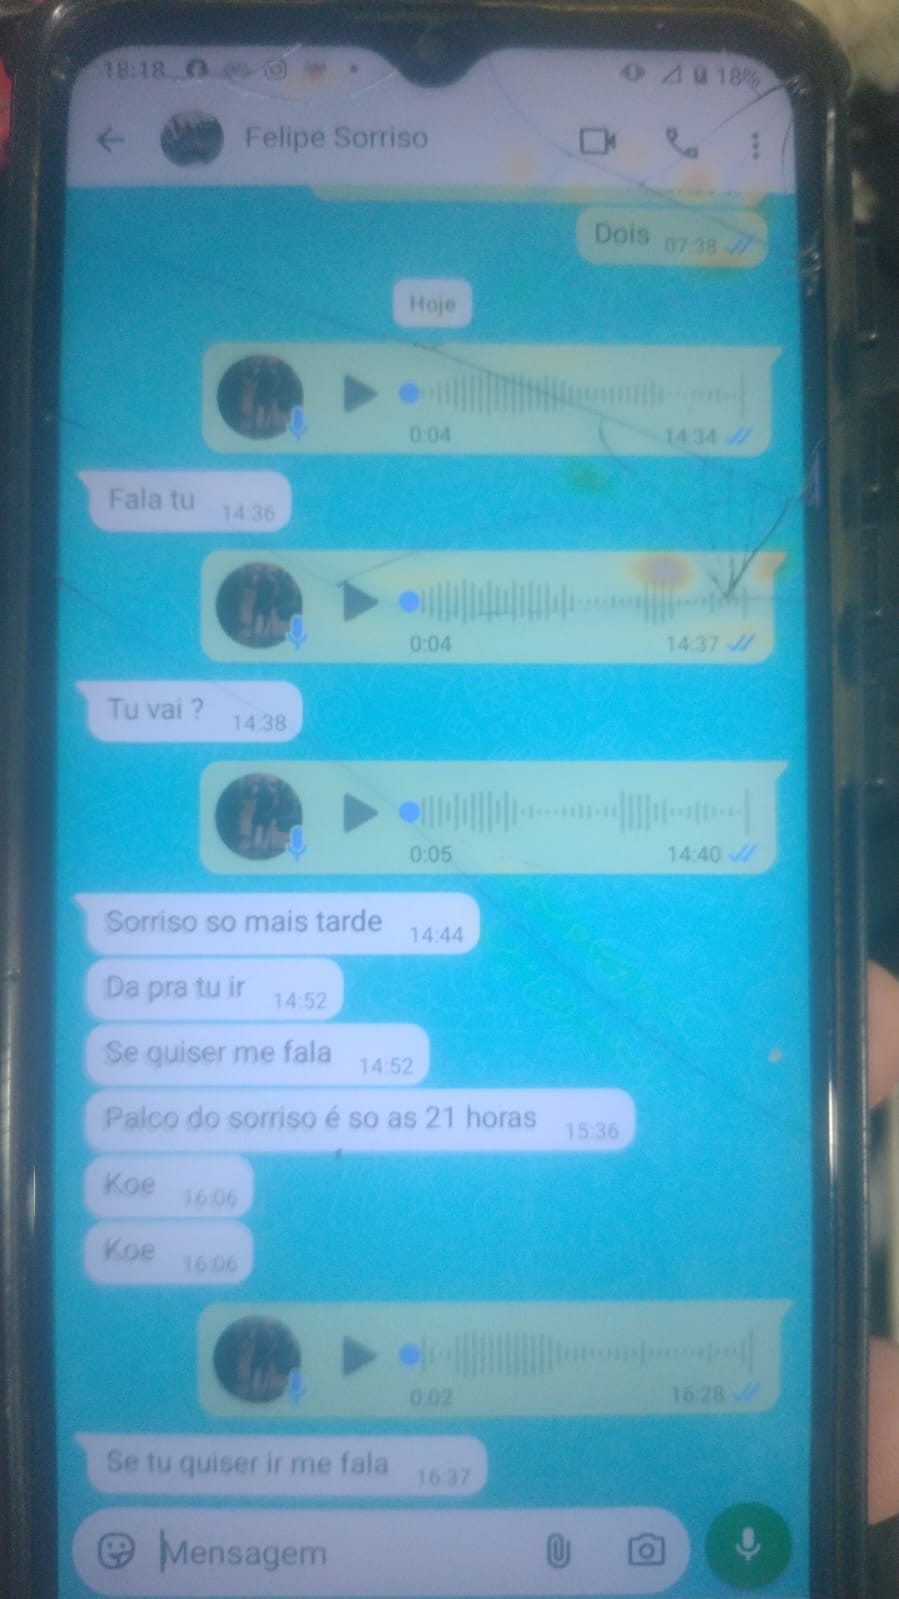 18:18
18%
Felipe Sorriso
Dois 07:38
Hoje
0:04 14:34
Fala tu 14:36
0:04 14:37
Tu vai ? 14:38
0:05 14:40
Sorriso so mais tarde 14:44
Da pra tu ir 14:52
Se quiser me fala 14:52
Palco do sorriso é so as 21 horas 15:36
Koe 16:06
Koe 16:06
0:02 16:28
Se tu quiser ir me fala 16:37
Mensagem